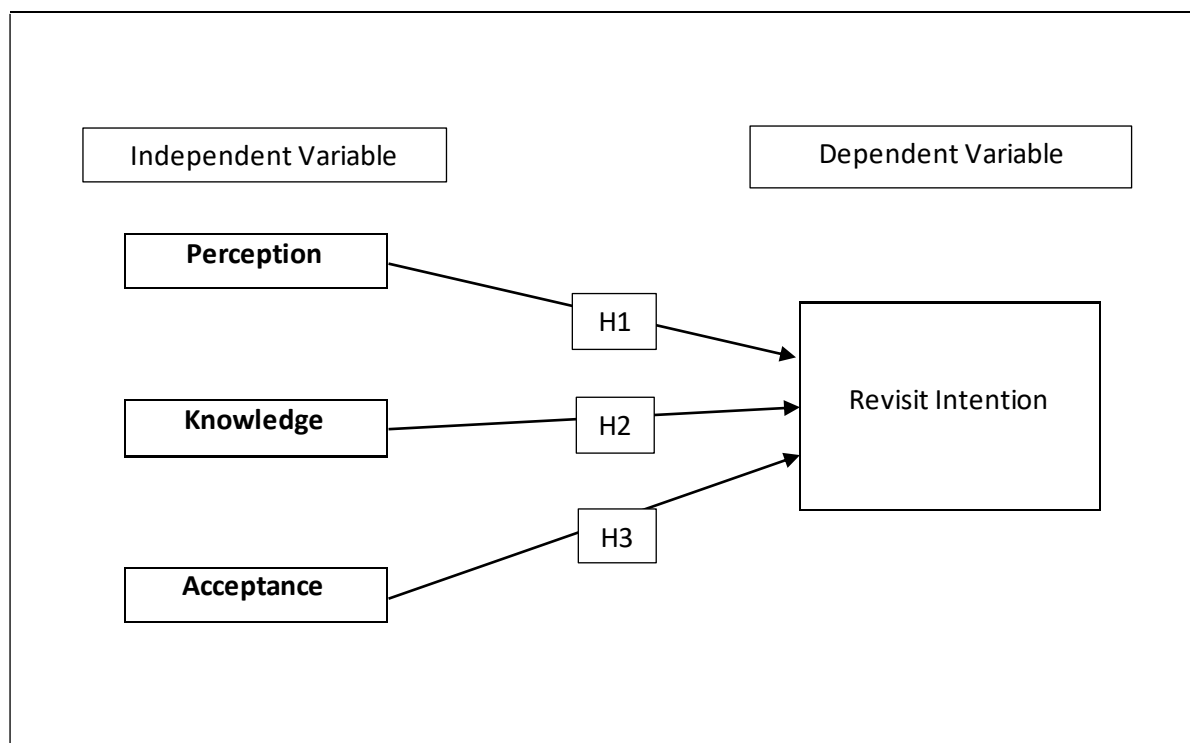 Independent Variable
Dependent Variable
Perception
H1
Knowledge
H2
Revisit Intention
H3
Acceptance